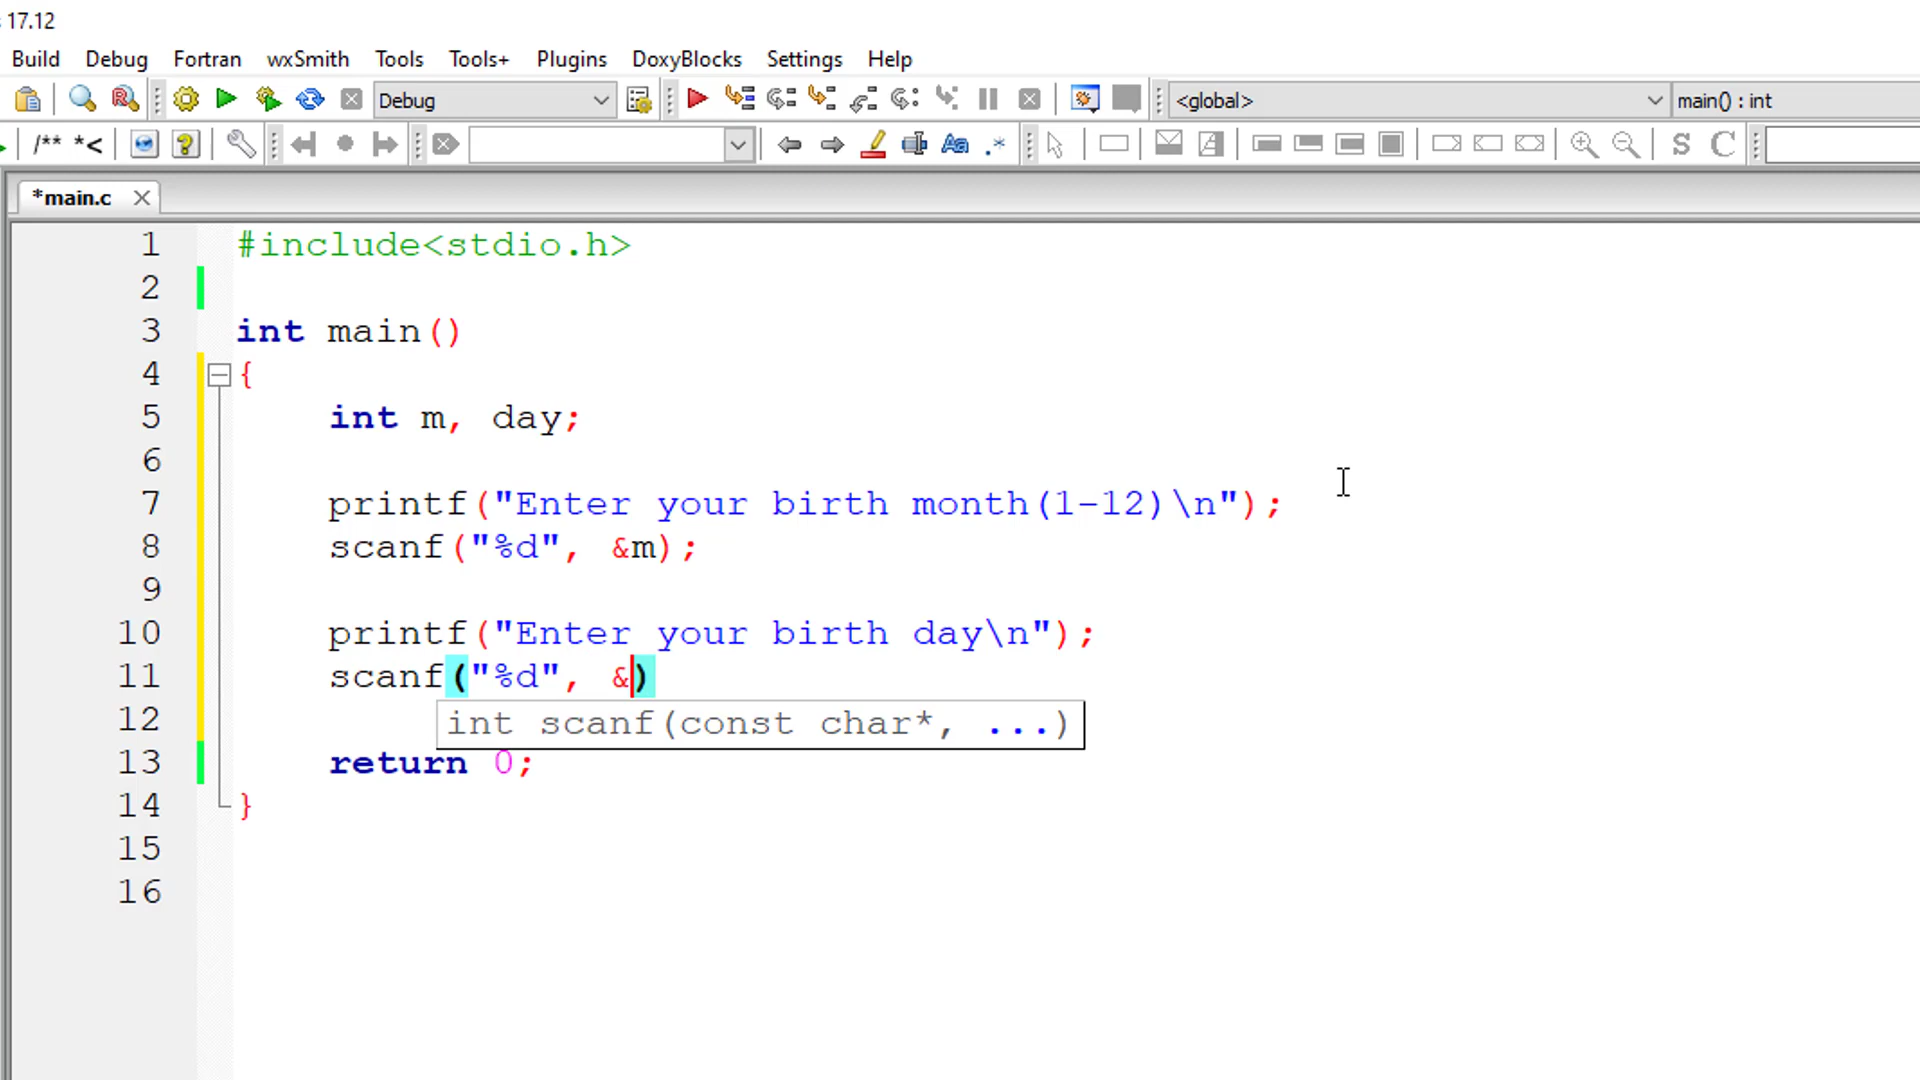 17.12
Build Debug Fortran wxSmith Tools Tools+ Plugins DoxyBlocks Settings Help
Debug <global> main() : int
/** *< Aa .* S C
*main.c
1 #include<stdio.h>
2
3 int main()
4 {
5 int m, day;
6
7 printf("Enter your birth month(1-12)\n");
8 scanf("%d", &m);
9
10 printf("Enter your birth day\n");
11 scanf("%d", &)
12 int scanf(const char*, ...)
13 return 0;
14 }
15
16